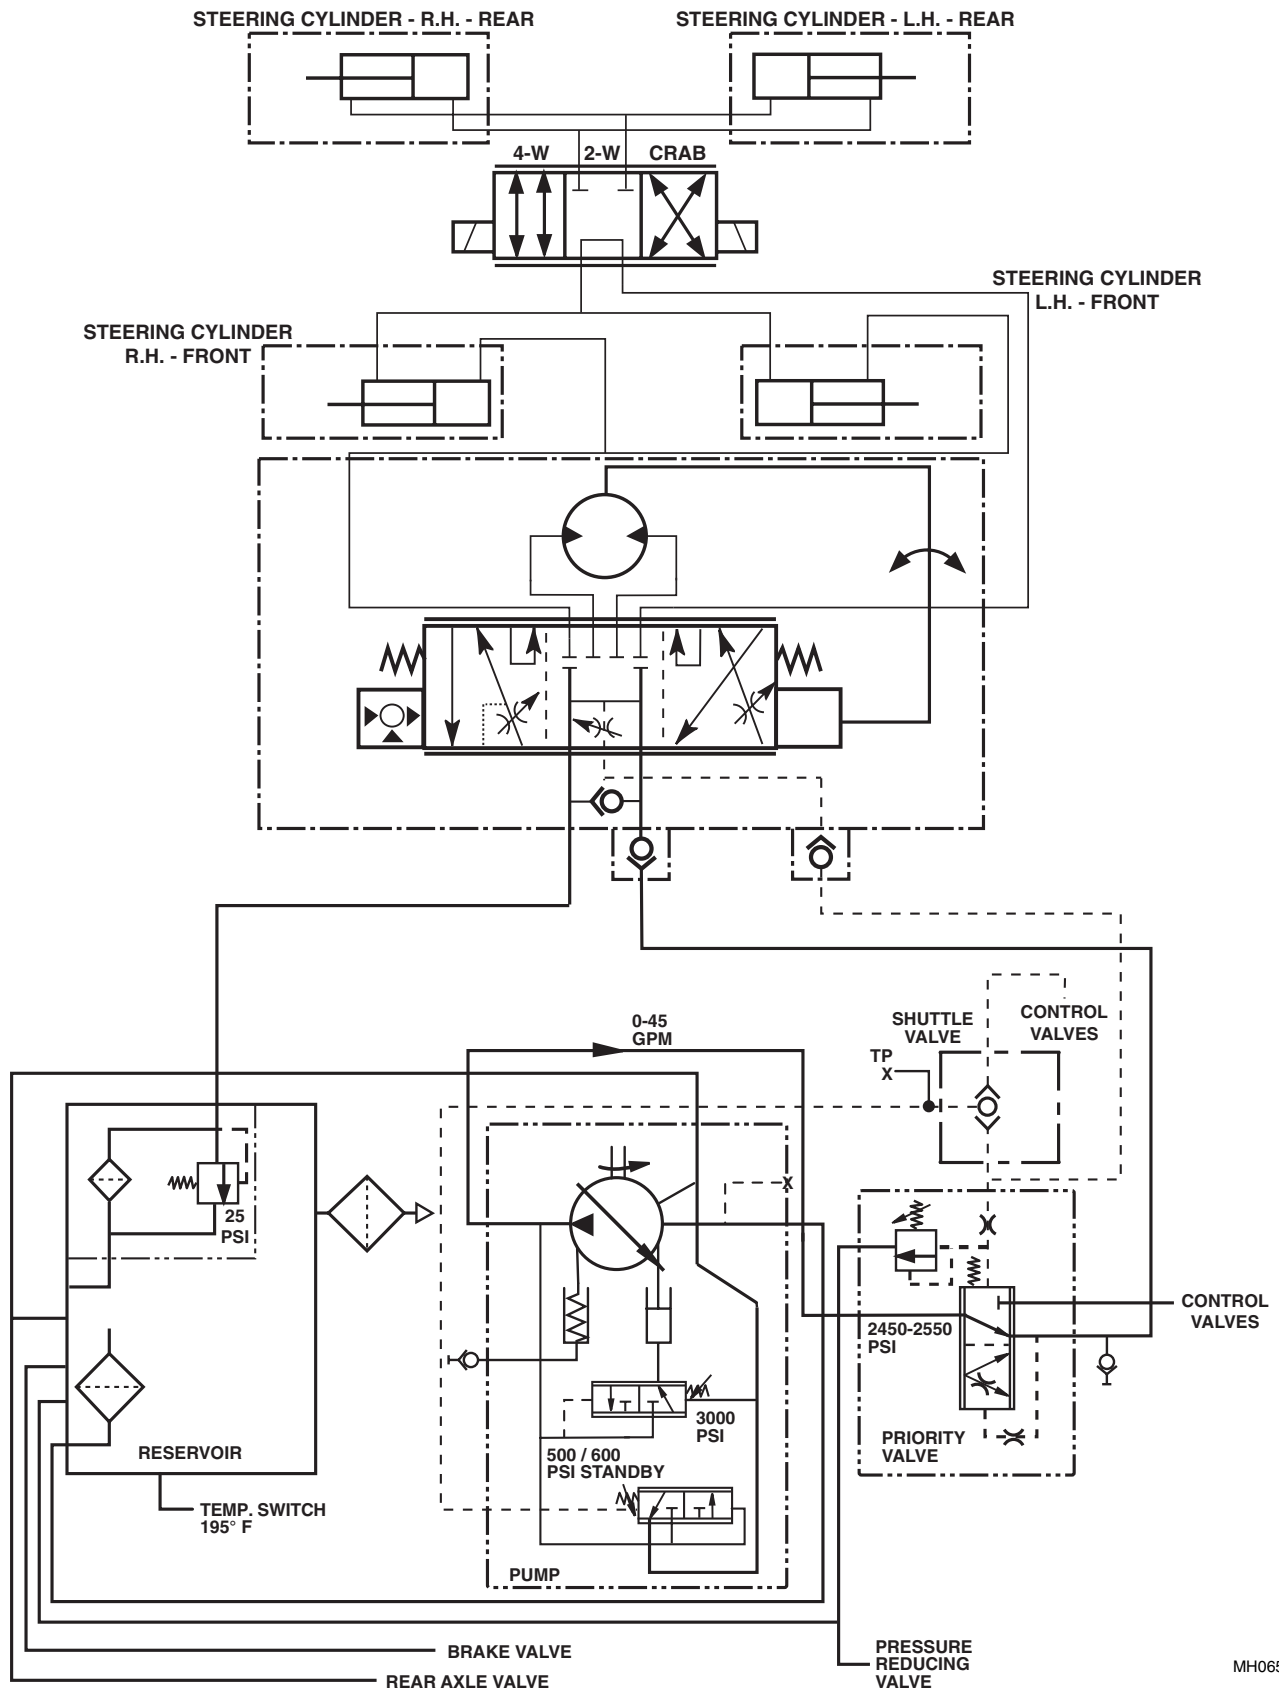 STEERING CYLINDER - R.H. - REAR
STEERING CYLINDER - L.H. - REAR
4-W
2-W
CRAB
STEERING CYLINDER
L.H. - FRONT
STEERING CYLINDER
R.H. - FRONT
0-45
GPM
SHUTTLE
VALVE
CONTROL
VALVES
TP
X
X
25
PSI
CONTROL
VALVES
2450-2550
PSI
3000
PSI
PRIORITY
VALVE
RESERVOIR
500 / 600
PSI STANDBY
TEMP. SWITCH
195° F
PUMP
BRAKE VALVE
REAR AXLE VALVE
PRESSURE
REDUCING
VALVE
MH065